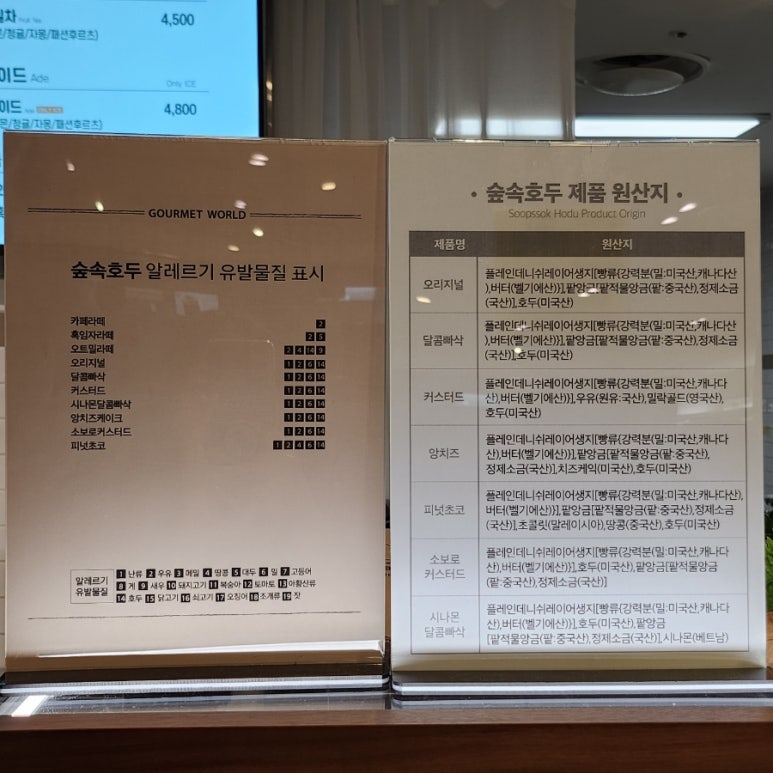 4,500
/청귤/자몽/패션후르츠)
이드 Ade
Only ICE
이드
4,800
/청귤/자몽/패션후르츠)
GOURMET WORLD
숲속호두 알레르기 유발물질 표시
카페라떼 2
흑임자라떼 2 5
오트밀라떼
오리지널 1 2 6 14
달콤빠삭 1 2 6 14
커스터드 1 2 6 14
시나몬달콤빠삭 1 2 6 14
앙치즈케이크 1 2 6 14
소보로커스터드 1 2 6 14
피넛초코 1 2 4 6 14
알레르기
유발물질
1 난류 2 우유 3 메밀 4 땅콩 5 대두 6 밀 7 고등어
8 게 9 새우 10 돼지고기 11 복숭아 12 토마토 13 아황산류
14 호두 15 닭고기 16 쇠고기 17 오징어 18 조개류 19 잣
· 숲속호두 제품 원산지 ·
Soopssok Hodu Product Origin
제품명 원산지
오리지널
플레인데니쉬레이어생지[빵류{강력분(밀:미국산,캐나다산
),버터(벨기에산)}],팥앙금[팥적물앙금(팥:중국산),정제소금
(국산)],호두(미국산)
달콤빠삭
플레인데니쉬레이어생지[빵류{강력분(밀:미국산,캐나다산
),버터(벨기에산)}],팥앙금[팥적물앙금(팥:중국산),정제소금
(국산)],호두(미국산)
커스터드
플레인데니쉬레이어생지[빵류{강력분(밀:미국산,캐나다
산),버터(벨기에산)}],우유(원유:국산),밀락골드(영국산),
호두(미국산)
앙치즈
플레인데니쉬레이어생지[빵류{강력분(밀:미국산,캐나다
산),버터(벨기에산)}],팥앙금[팥적물앙금(팥:중국산),
정제소금(국산)],치즈케익(미국산),호두(미국산)
피넛초코
플레인데니쉬레이어생지[빵류{강력분(밀:미국산,캐나다산),
버터(벨기에산)}],팥앙금[팥적물앙금(팥:중국산),정제소금
(국산)],초콜릿(말레이시아),땅콩(중국산),호두(미국산)
소보로
커스터드
플레인데니쉬레이어생지[빵류{강력분(밀:미국산,캐나다
산),버터(벨기에산)}],호두(미국산),팥앙금[팥적물앙금
(팥:중국산),정제소금(국산)]
시나몬
달콤빠삭
플레인데니쉬레이어생지[빵류{강력분(밀:미국산,캐나다
산),버터(벨기에산)}],호두(미국산),팥앙금
[팥적물앙금(팥:중국산),정제소금(국산)],시나몬(베트남)